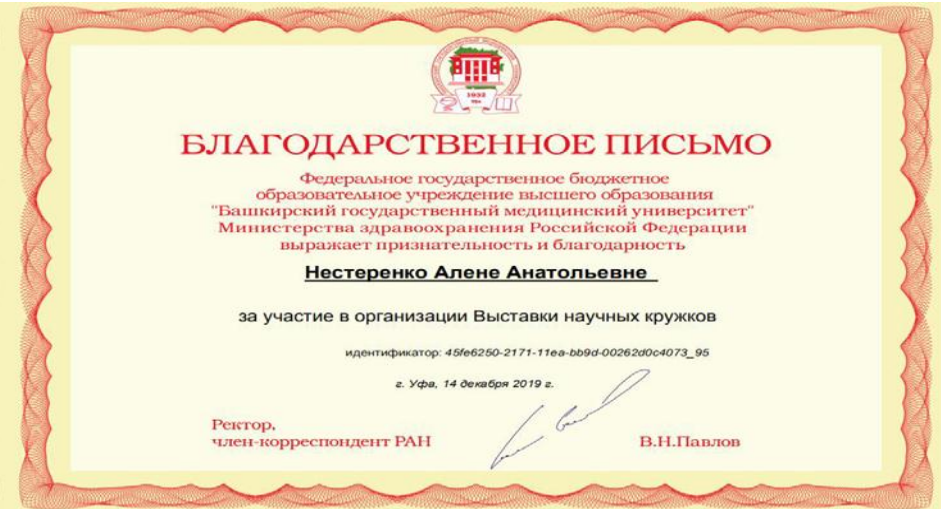 1932
БЛАГОДАРСТВЕННОЕ ПИСЬМО
Федеральное государственное бюджетное
образовательное учреждение высшего образования
"Башкирский государственный медицинский университет"
Министерства здравоохранения Российской Федерации
выражает признательность и благодарность
Нестеренко Алене Анатольевне
за участие в организации Выставки научных кружков
идентификатор: 45fe6250-2171-11ea-bb9d-00262d0c4073_95
г. Уфа, 14 декабря 2019 г.
Ректор,
член-корреспондент РАН
В.Н.Павлов